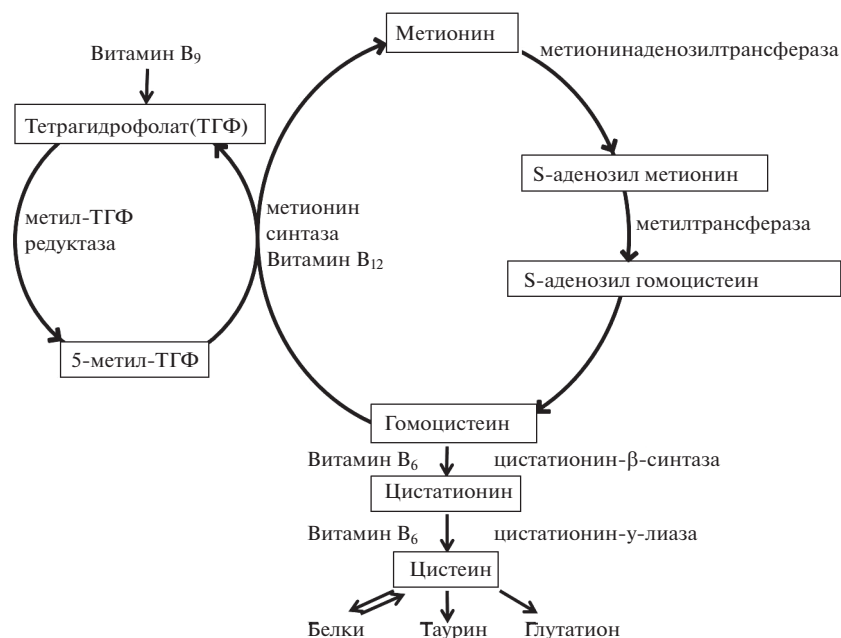 Метионин
метионинаденозилтрансфераза
Витамин B₉
Тетрагидрофолат(ТГФ)
S-аденозил метионин
метил-ТГФ
редуктаза
метионин
синтаза
Витамин B₁₂
метилтрансфераза
S-аденозил гомоцистеин
5-метил-ТГФ
Гомоцистеин
Витамин B₆ цистатионин-β-синтаза
Цистатионин
Витамин B₆ цистатионин-у-лиаза
Цистеин
Белки Таурин Глутатион